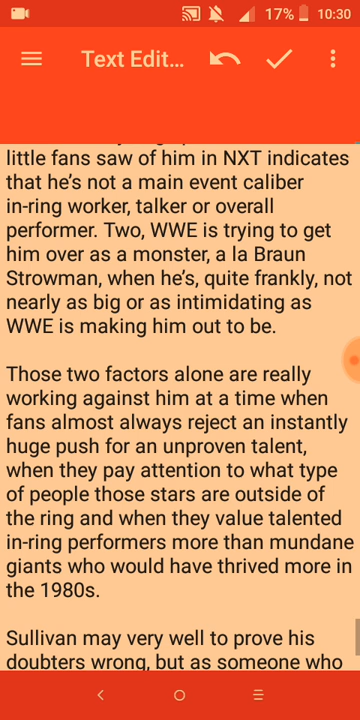 17% 10:30
Text Edit...
little fans saw of him in NXT indicates
that he's not a main event caliber
in-ring worker, talker or overall
performer. Two, WWE is trying to get
him over as a monster, a la Braun
Strowman, when he's, quite frankly, not
nearly as big or as intimidating as
WWE is making him out to be.
Those two factors alone are really
working against him at a time when
fans almost always reject an instantly
huge push for an unproven talent,
when they pay attention to what type
of people those stars are outside of
the ring and when they value talented
in-ring performers more than mundane
giants who would have thrived more in
the 1980s.
Sullivan may very well to prove his
doubters wrong, but as someone who